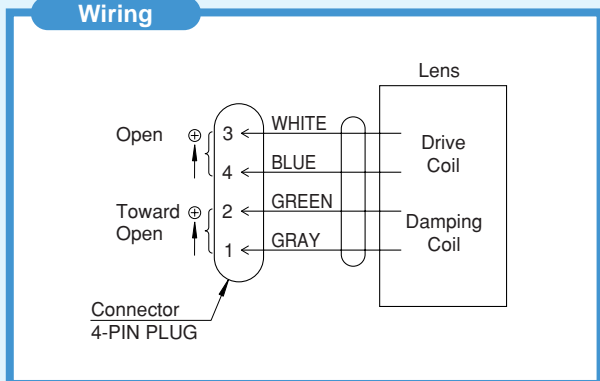 Wiring
Lens
Open ⊕ 3 WHITE
Drive
Coil
4 BLUE
Toward ⊕ 2 GREEN
Open
Damping
Coil
1 GRAY
Connector
4-PIN PLUG